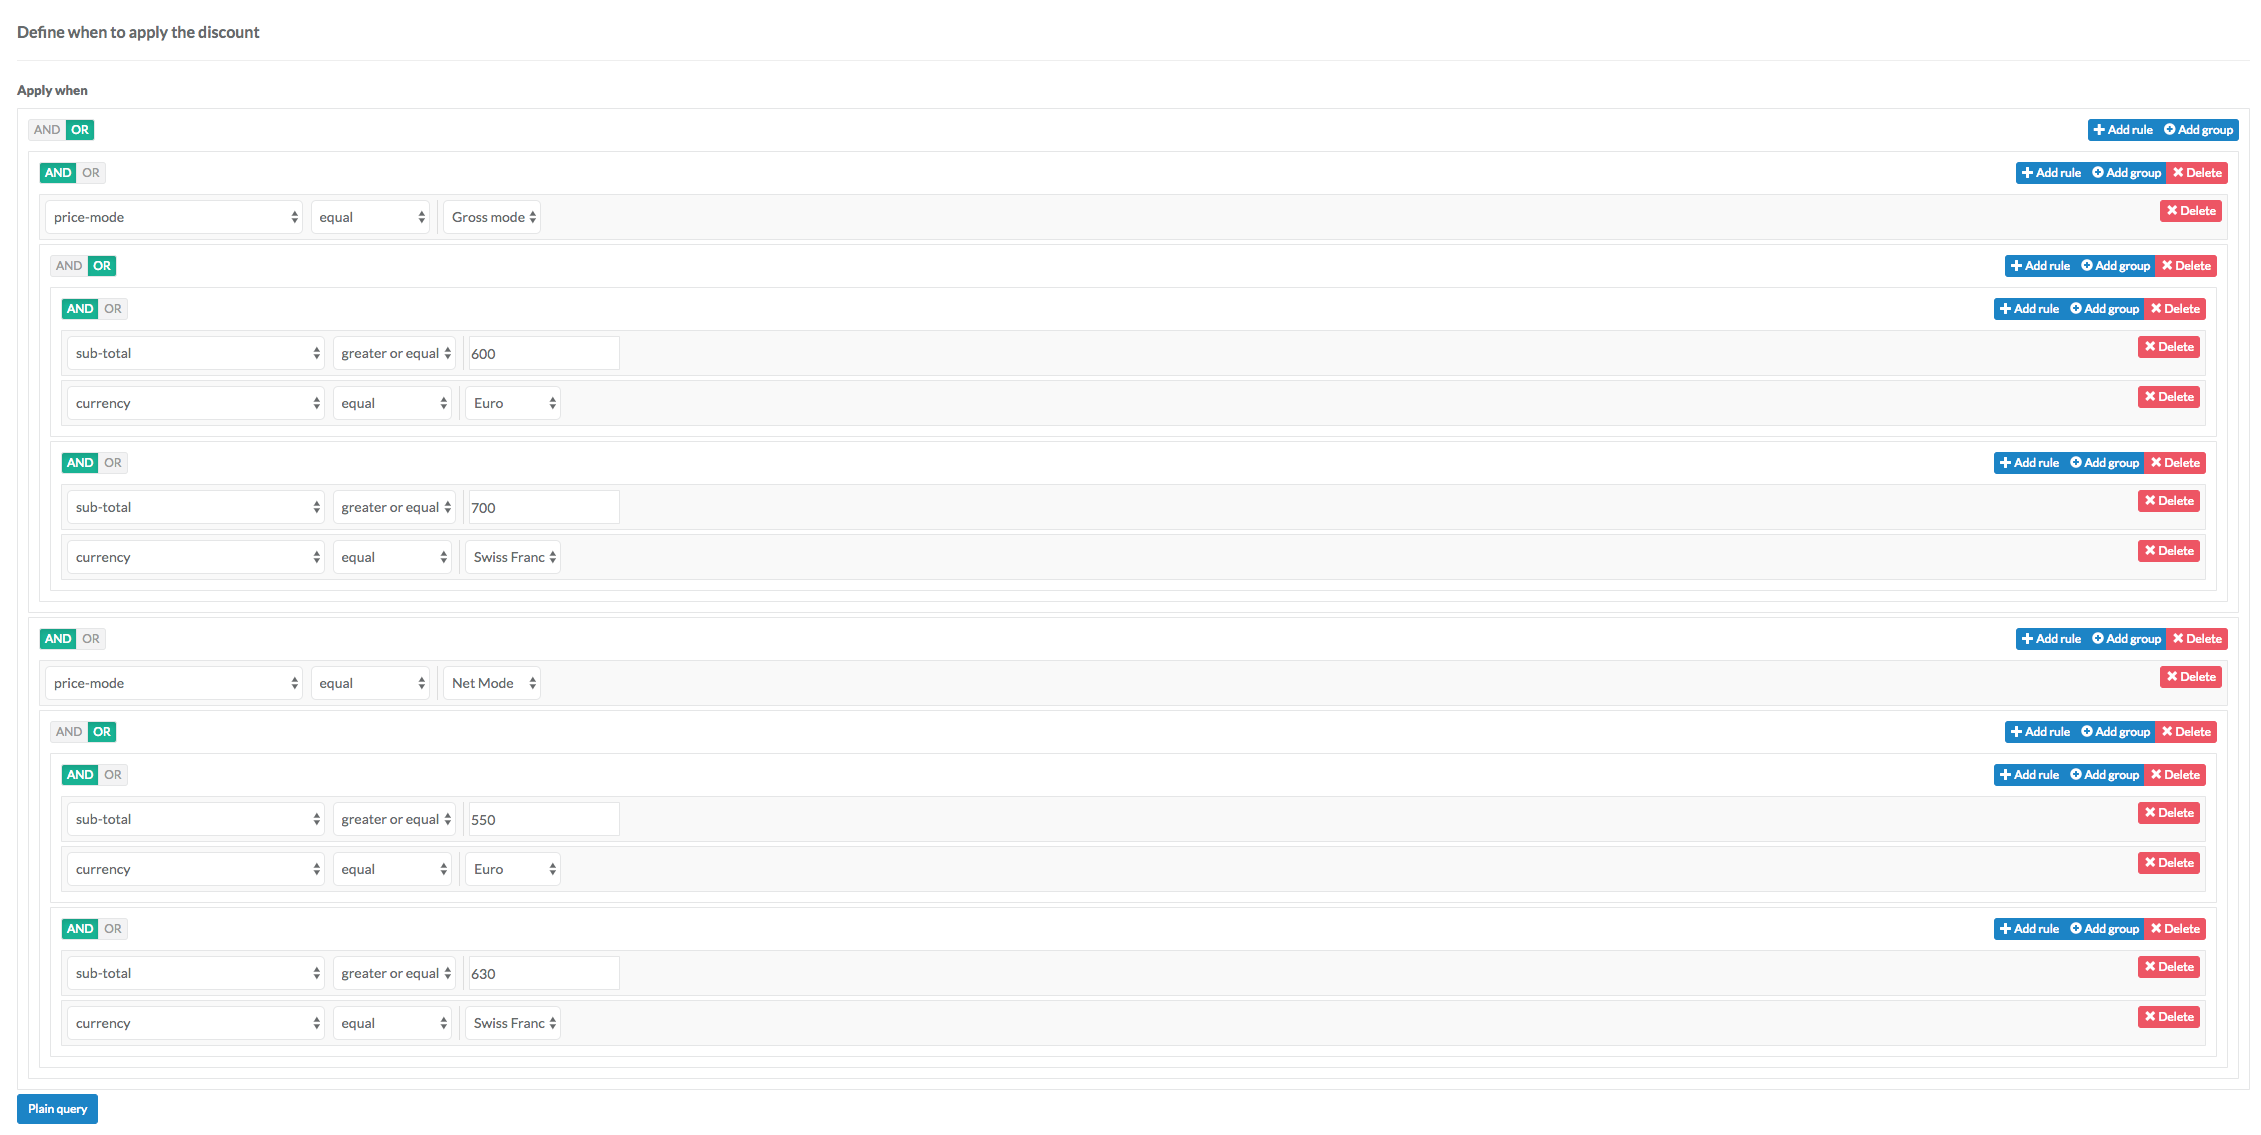 Define when to apply the discount
Apply when
AND OR Add rule Add group
AND OR Add rule Add group Delete
price-mode equal Gross mode Delete
AND OR Add rule Add group Delete
AND OR Add rule Add group Delete
sub-total greater or equal 600 Delete
currency equal Euro Delete
AND OR Add rule Add group Delete
sub-total greater or equal 700 Delete
currency equal Swiss Franc Delete
AND OR Add rule Add group Delete
price-mode equal Net Mode Delete
AND OR Add rule Add group Delete
AND OR Add rule Add group Delete
sub-total greater or equal 550 Delete
currency equal Euro Delete
AND OR Add rule Add group Delete
sub-total greater or equal 630 Delete
currency equal Swiss Franc Delete
Plain query